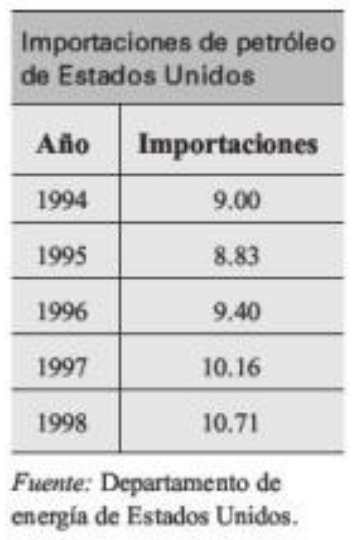 Importaciones de petróleo
de Estados Unidos
Año Importaciones
1994 9.00
1995 8.83
1996 9.40
1997 10.16
1998 10.71
Fuente: Departamento de
energía de Estados Unidos.